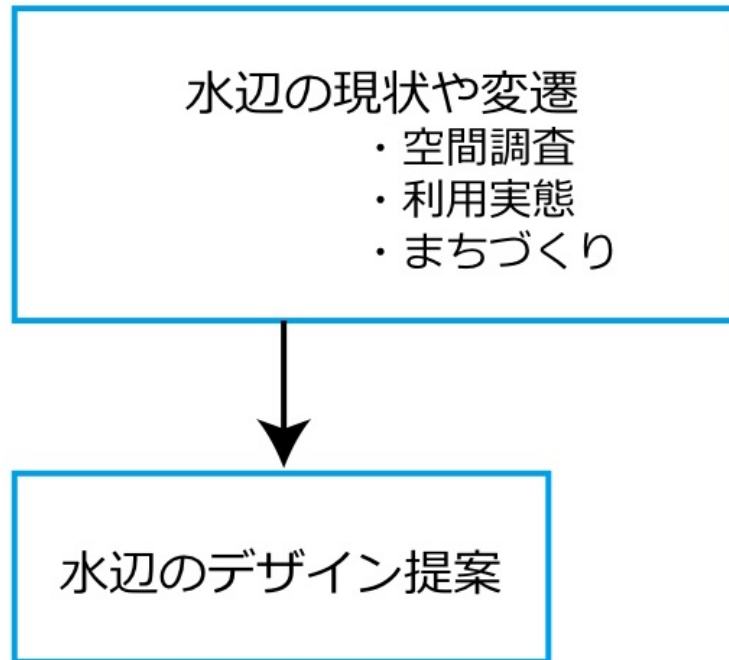 水辺の現状や変遷
・空間調査
・利用実態
・まちづくり
水辺のデザイン提案